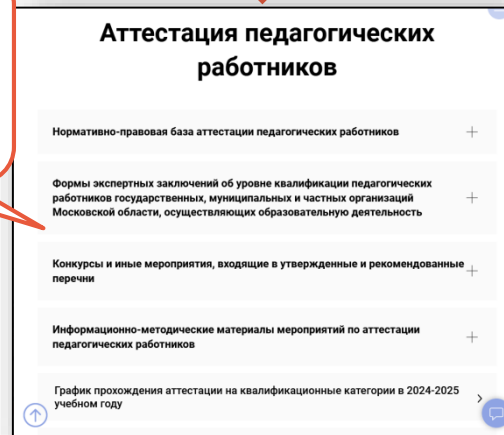 Аттестация педагогических
работников
Нормативно-правовая база аттестации педагогических работников
Формы экспертных заключений об уровне квалификации педагогических
работников государственных, муниципальных и частных организаций
Московской области, осуществляющих образовательную деятельность
Конкурсы и иные мероприятия, входящие в утвержденные и рекомендованные
перечни
Информационно-методические материалы мероприятий по аттестации
педагогических работников
График прохождения аттестации на квалификационные категории в 2024-2025
учебном году